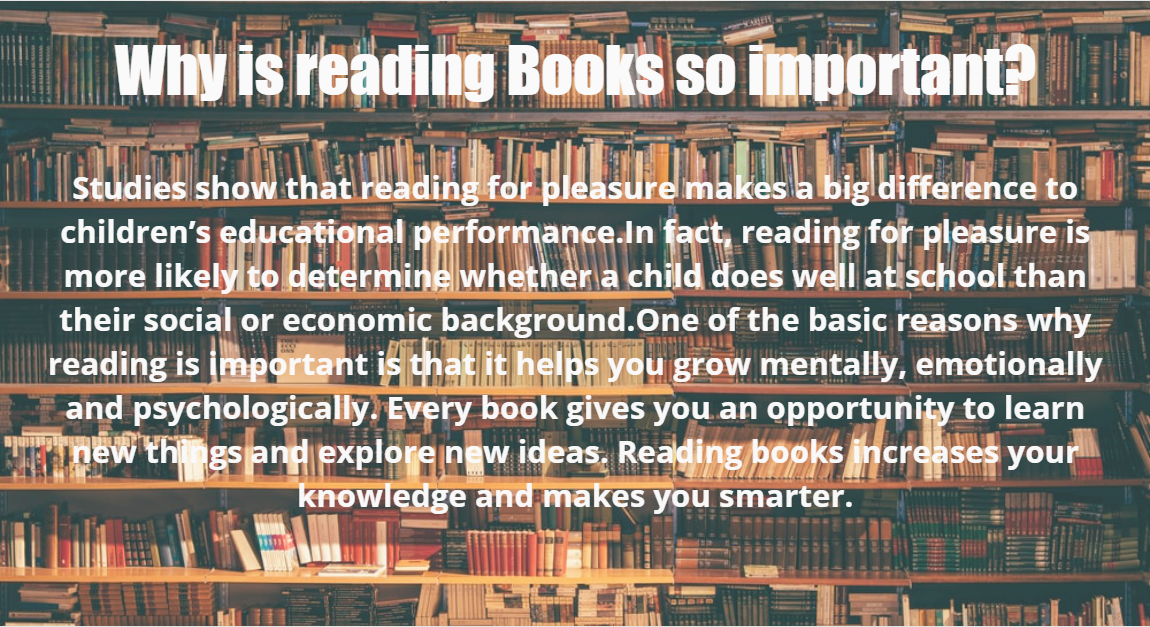 Why is reading Books so important?
Studies show that reading for pleasure makes a big difference to
children’s educational performance.In fact, reading for pleasure is
more likely to determine whether a child does well at school than
their social or economic background.One of the basic reasons why
reading is important is that it helps you grow mentally, emotionally
and psychologically. Every book gives you an opportunity to learn
new things and explore new ideas. Reading books increases your
knowledge and makes you smarter.